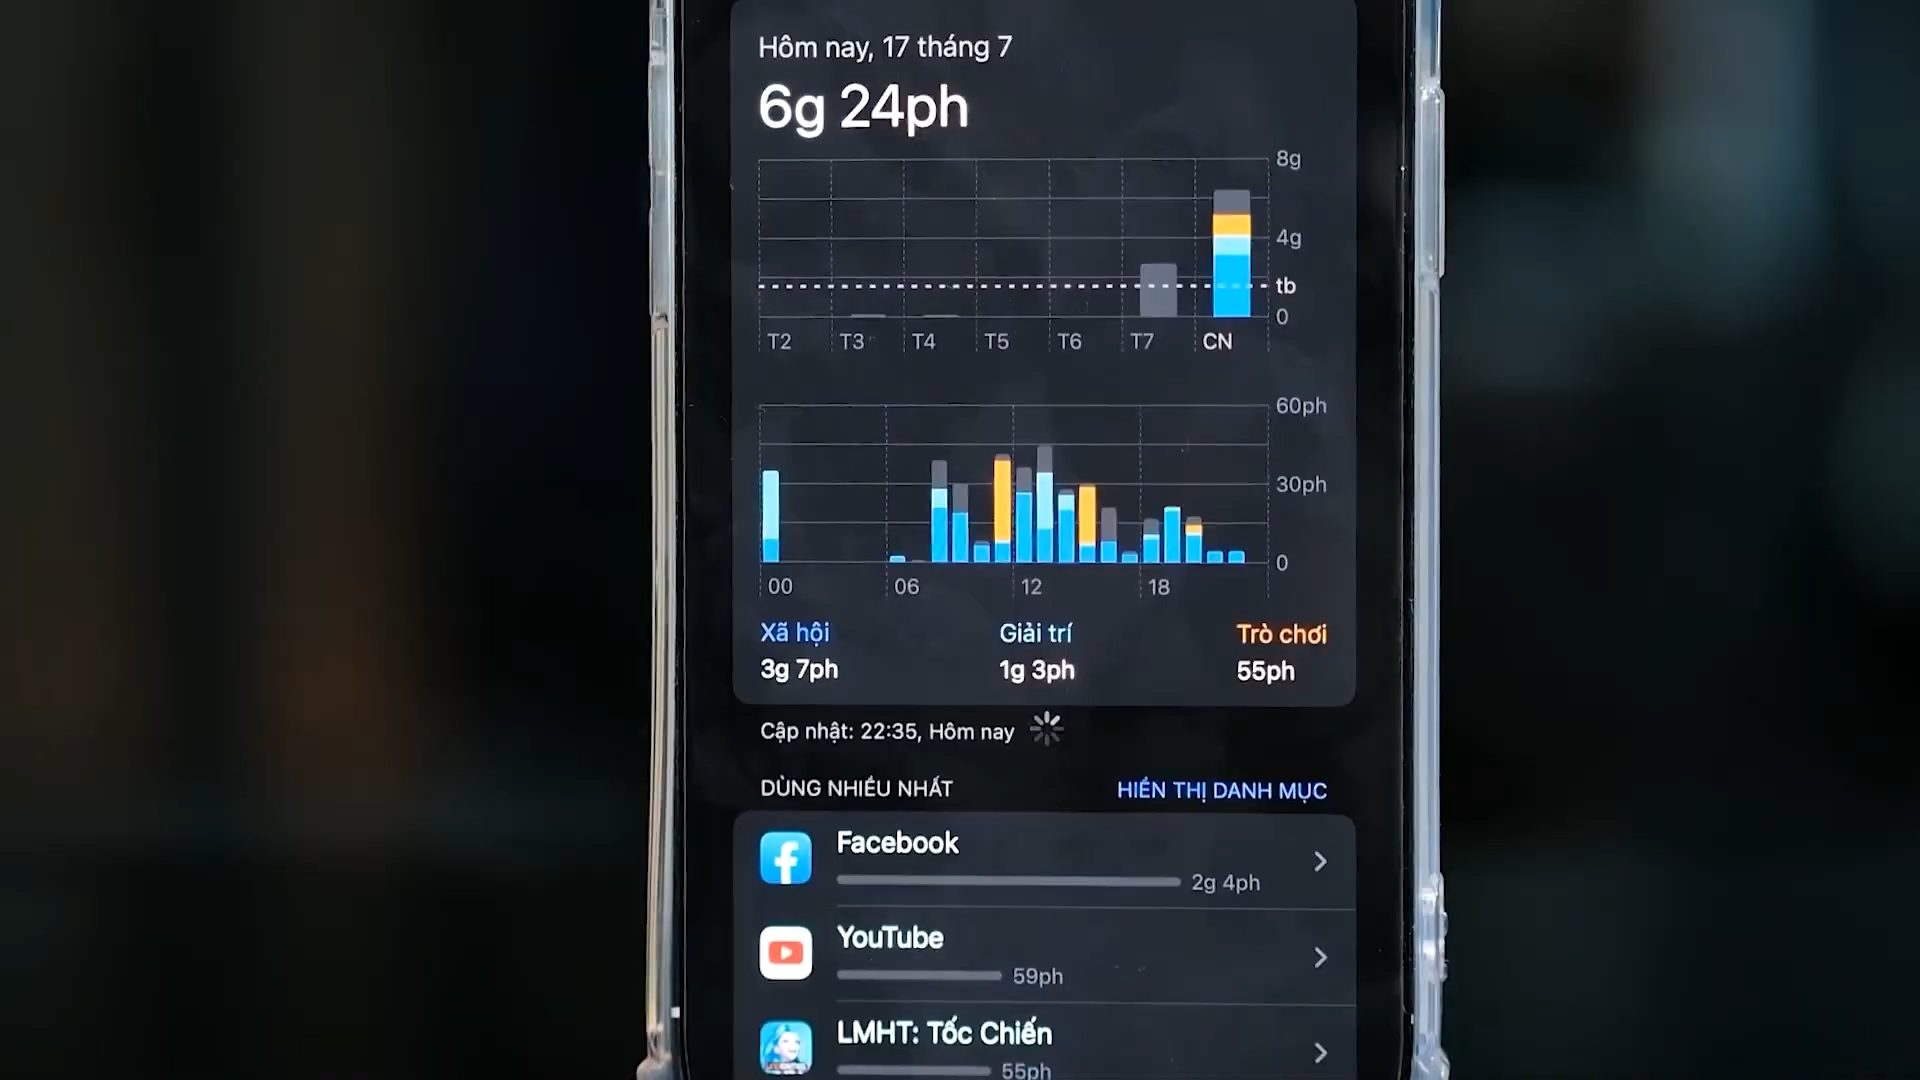 Hôm nay, 17 tháng 7
6g 24ph
8g
4g
tb
0
T2 T3 T4 T5 T6 T7 CN
60ph
30ph
0
00 06 12 18
Xã hội Giải trí Trò chơi
3g 7ph 1g 3ph 55ph
Cập nhật: 22:35, Hôm nay
DÙNG NHIỀU NHẤT HIỂN THỊ DANH MỤC
Facebook
2g 4ph
YouTube
59ph
LMHT: Tốc Chiến
55ph